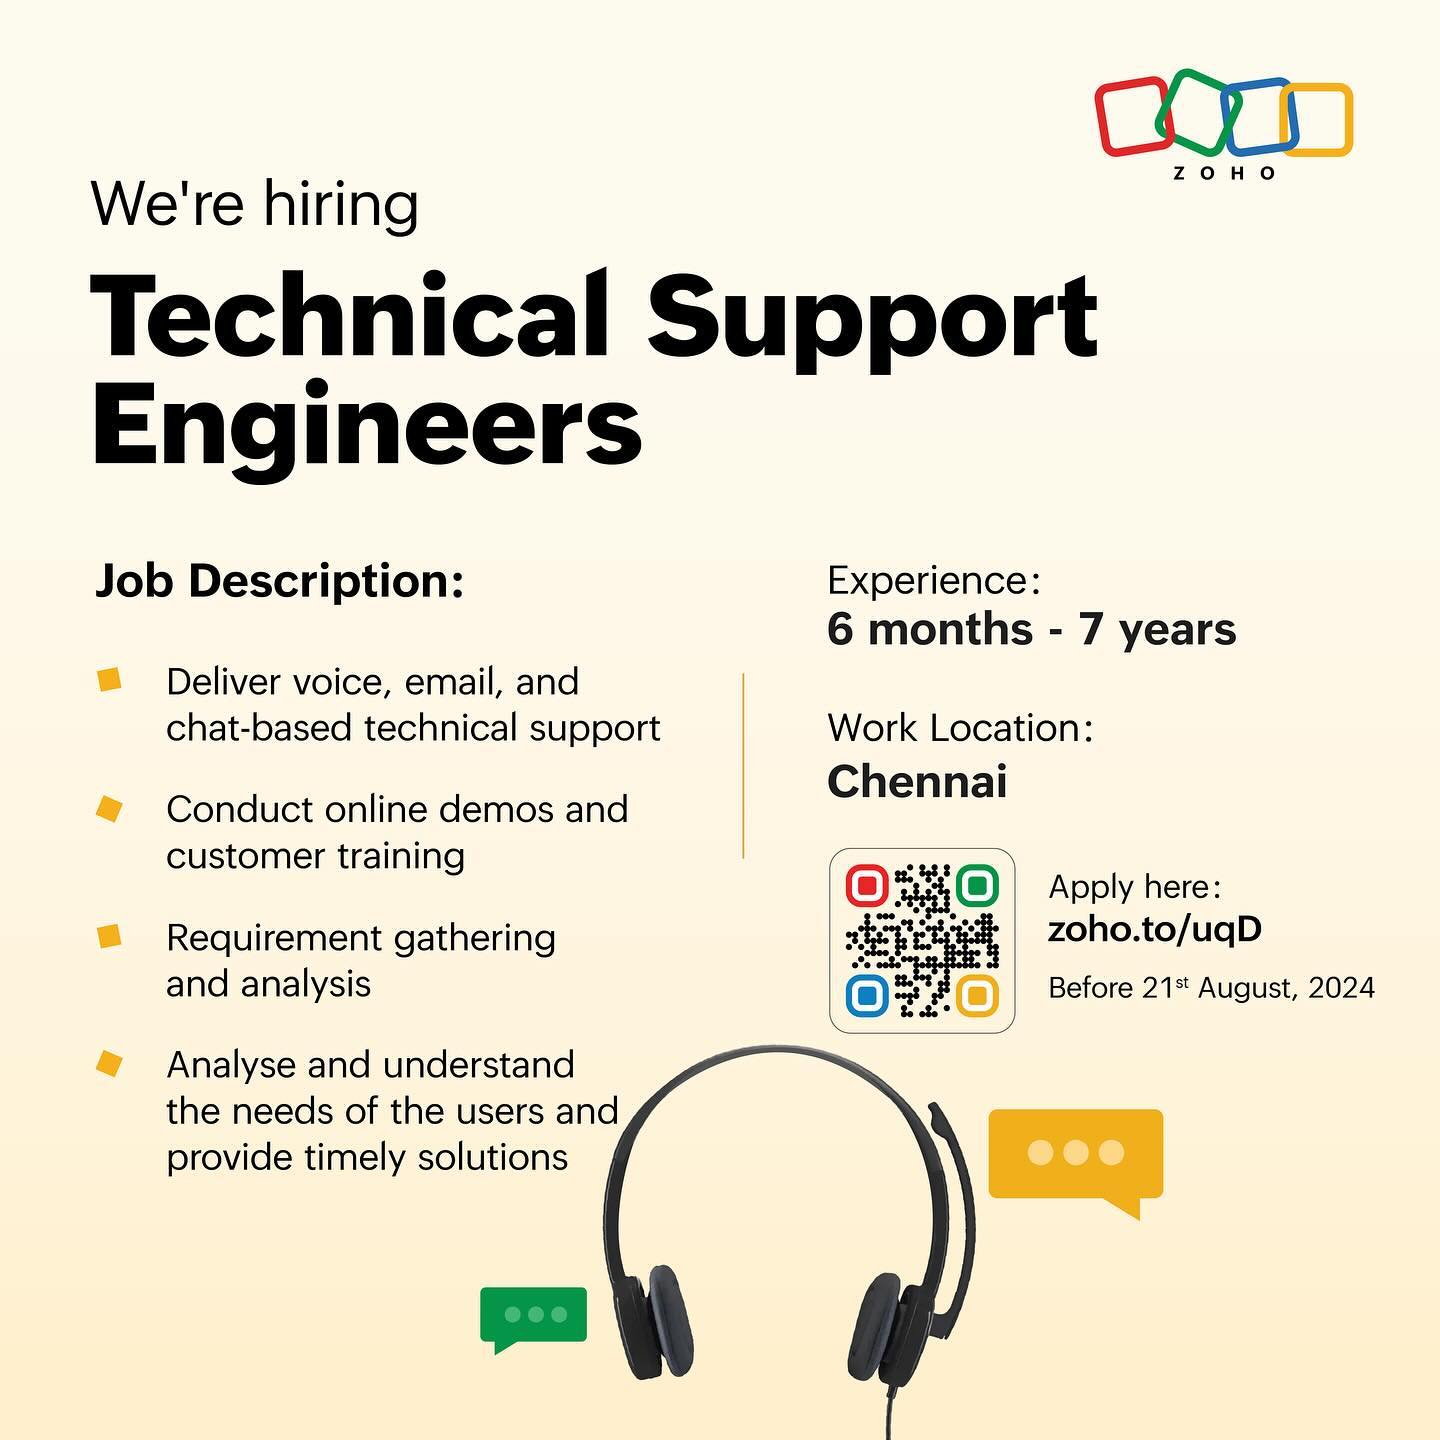 ZOHO
We're hiring
Technical Support
Engineers
Job Description:
Deliver voice, email, and
chat-based technical support
Conduct online demos and
customer training
Requirement gathering
and analysis
Analyse and understand
the needs of the users and
provide timely solutions
Experience:
6 months - 7 years
Work Location:
Chennai
Apply here:
zoho.to/uqD
Before 21st August, 2024